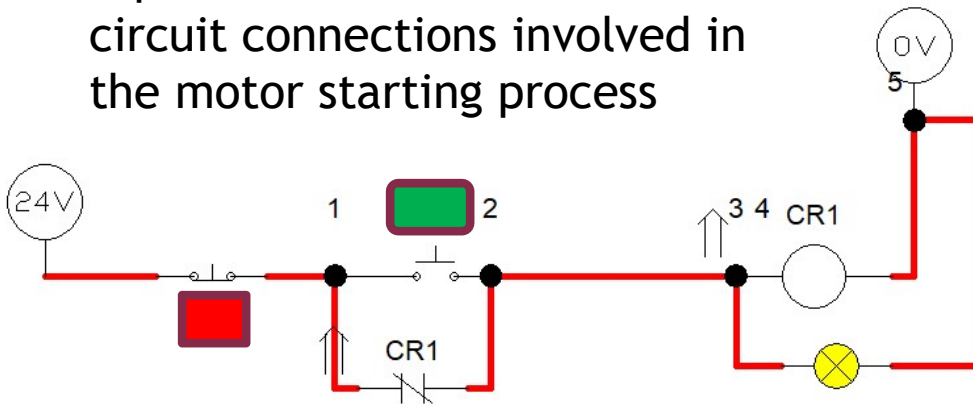 circuit connections involved in
the motor starting process
0V
5
24V
1
2
3 4
CR1
CR1